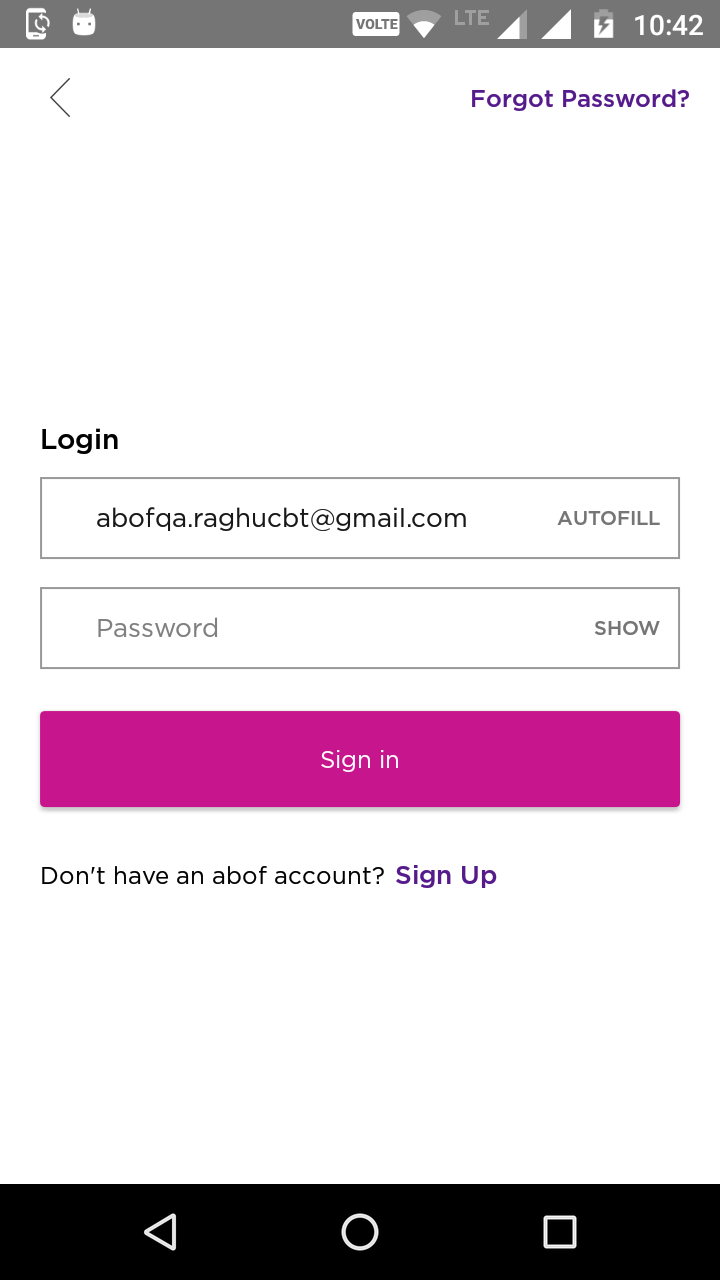 VOLTE LTE 10:42
Forgot Password?
Login
abofqa.raghucbt@gmail.com AUTOFILL
Password SHOW
Sign in
Don't have an abof account? Sign Up